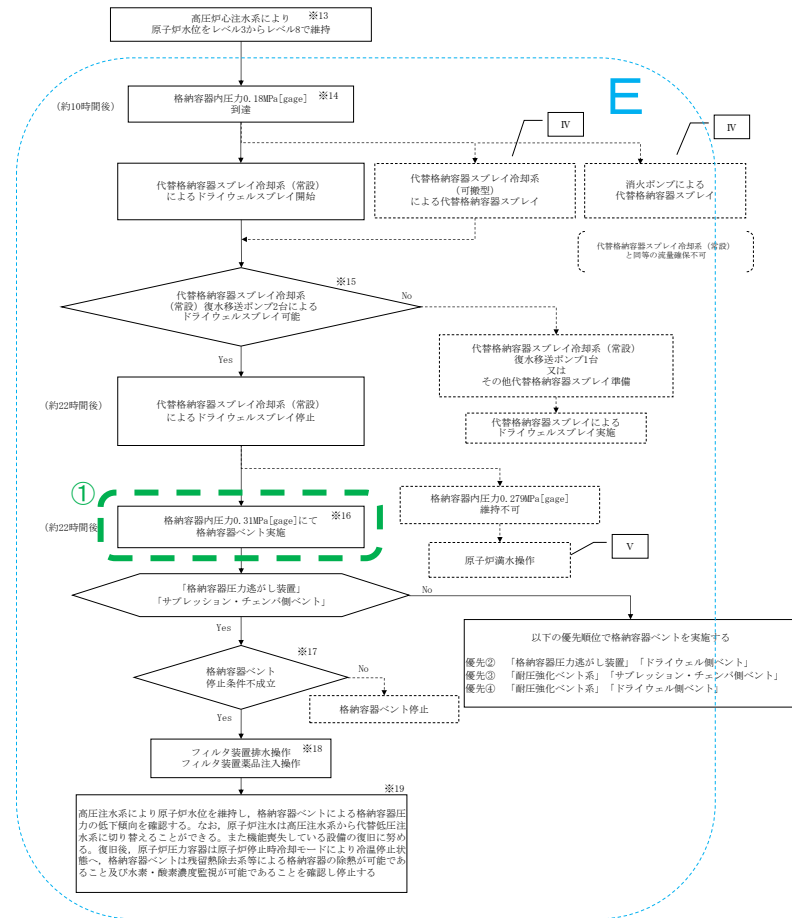 高圧炉心注水系により
原子炉水位をレベル3からレベル8で維持
※13
E
(約10時間後)
格納容器内圧力0.18MPa[gage]
到達
※14
Ⅳ
Ⅳ
代替格納容器スプレイ冷却系(常設)
によるドライウェルスプレイ開始
代替格納容器スプレイ冷却系
(可搬型)
による代替格納容器スプレイ
消火ポンプによる
代替格納容器スプレイ
代替格納容器スプレイ冷却系(常設)
と同等の流量確保不可
※15
代替格納容器スプレイ冷却系
(常設)復水移送ポンプ2台による
ドライウェルスプレイ可能
No
Yes
代替格納容器スプレイ冷却系(常設)
復水移送ポンプ1台
又は
その他代替格納容器スプレイ準備
(約22時間後)
代替格納容器スプレイ冷却系(常設)
によるドライウェルスプレイ停止
代替格納容器スプレイによる
ドライウェルスプレイ実施
①
(約22時間後)
格納容器内圧力0.31MPa[gage]にて
格納容器ベント実施
※16
格納容器内圧力0.279MPa[gage]
維持不可
原子炉満水操作
Ⅴ
「格納容器圧力逃がし装置」
「サプレッション・チェンバ側ベント」
No
Yes
以下の優先順位で格納容器ベントを実施する
優先② 「格納容器圧力逃がし装置」「ドライウェル側ベント」
優先③ 「耐圧強化ベント系」「サプレッション・チェンバ側ベント」
優先④ 「耐圧強化ベント系」「ドライウェル側ベント」
※17
格納容器ベント
停止条件不成立
No
Yes
格納容器ベント停止
フィルタ装置排水操作
フィルタ装置薬品注入操作
※18
※19
高圧注水系により原子炉水位を維持し,格納容器ベントによる格納容器圧
力の低下傾向を確認する。なお,原子炉注水は高圧注水系から代替低圧注
水系に切り替えることができる。また機能喪失している設備の復旧に努め
る。復旧後,原子炉圧力容器は原子炉停止時冷却モードにより冷温停止状
態へ,格納容器ベントは残留熱除去系等による格納容器の除熱が可能であ
ること及び水素・酸素濃度監視が可能であることを確認し停止する